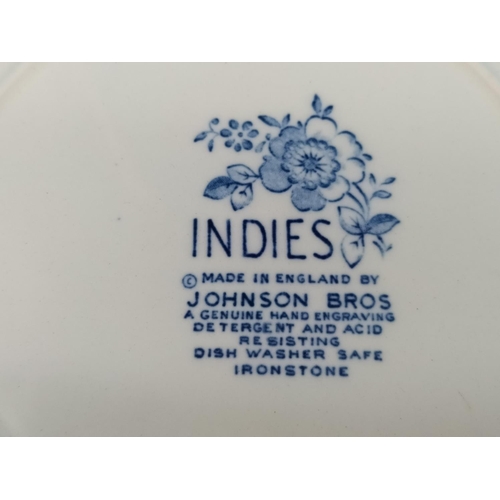 INDIES
© MADE IN ENGLAND BY
JOHNSON BROS
A GENUINE HAND ENGRAVING
DETERGENT AND ACID
RESISTING
DISH WASHER SAFE
IRONSTONE